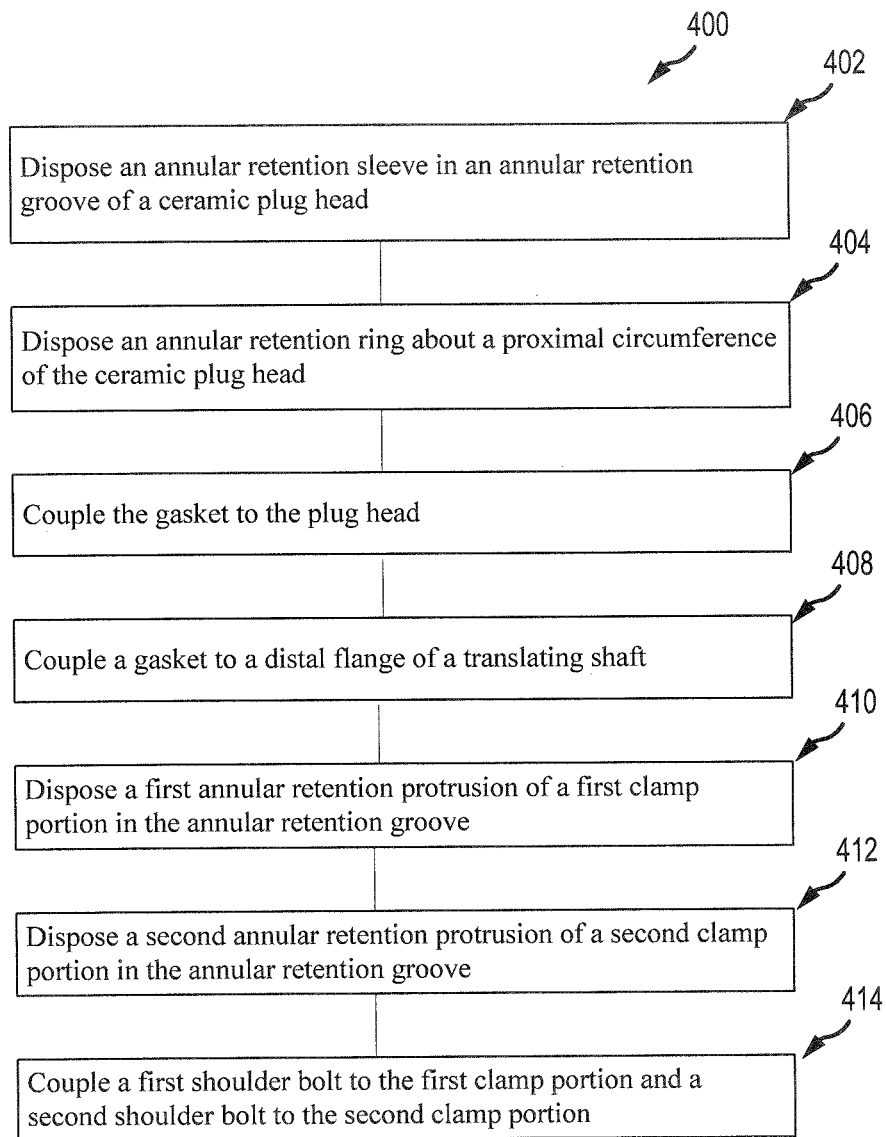 400
402
Dispose an annular retention sleeve in an annular retention
groove of a ceramic plug head
404
Dispose an annular retention ring about a proximal circumference
of the ceramic plug head
406
Couple the gasket to the plug head
408
Couple a gasket to a distal flange of a translating shaft
410
Dispose a first annular retention protrusion of a first clamp
portion in the annular retention groove
412
Dispose a second annular retention protrusion of a second clamp
portion in the annular retention groove
414
Couple a first shoulder bolt to the first clamp portion and a
second shoulder bolt to the second clamp portion